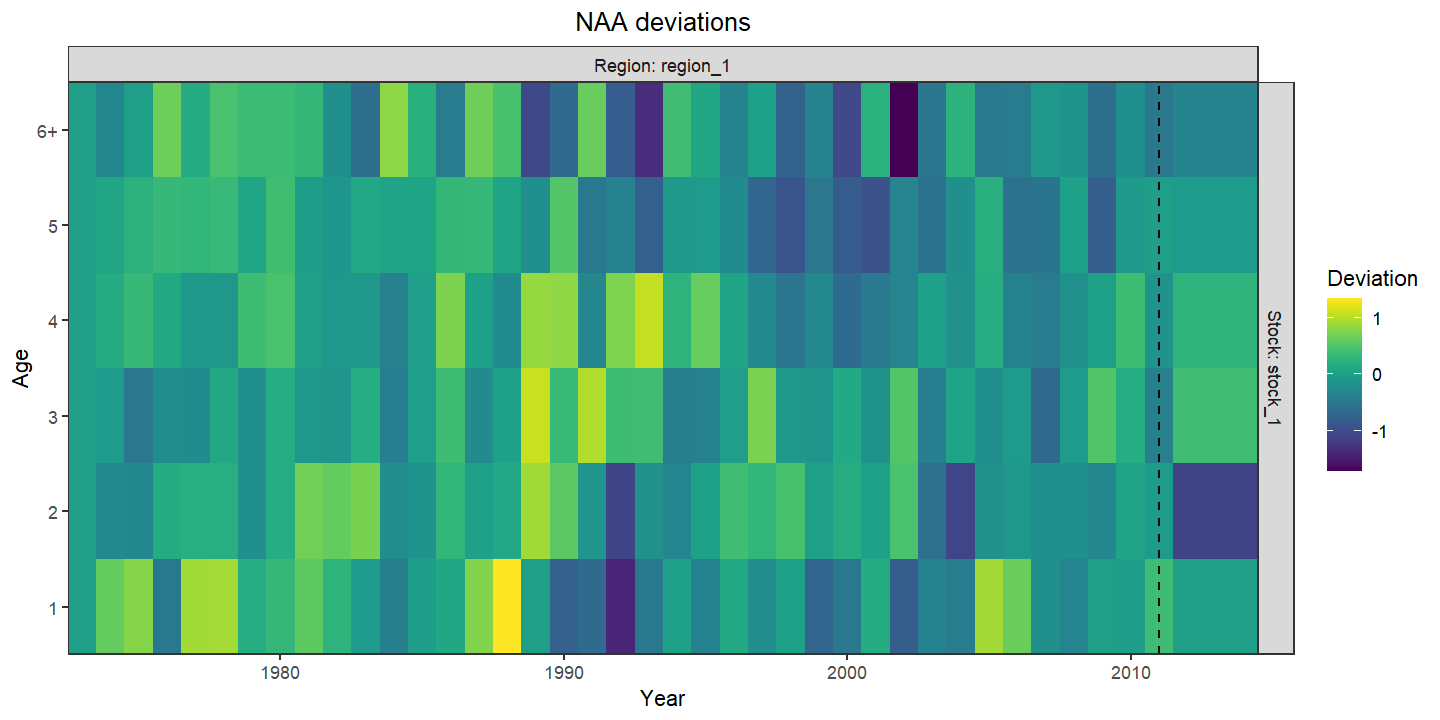 NAA deviations
Region: region_1
Stock: stock_1
Age
6+
5
4
3
2
1
1980
1990
2000
2010
Year
Deviation
1
0
-1